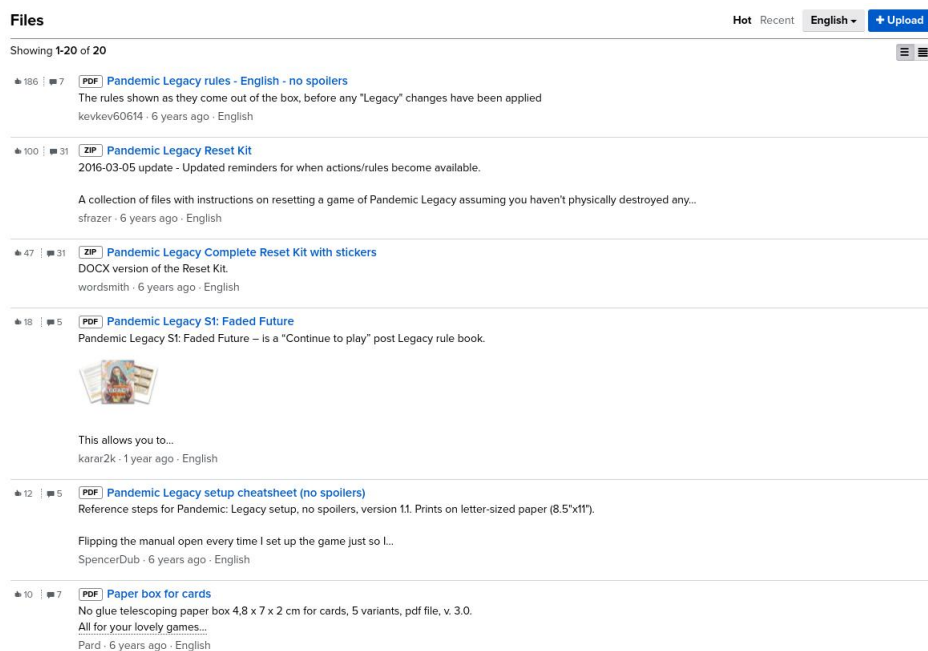 Files
Hot Recent English + Upload
Showing 1-20 of 20
186 7 PDF Pandemic Legacy rules - English - no spoilers
The rules shown as they come out of the box, before any "Legacy" changes have been applied
kevkev60614 · 6 years ago · English
100 31 ZIP Pandemic Legacy Reset Kit
2016-03-05 update - Updated reminders for when actions/rules become available.
A collection of files with instructions on resetting a game of Pandemic Legacy assuming you haven't physically destroyed any...
sfrazer · 6 years ago · English
47 31 ZIP Pandemic Legacy Complete Reset Kit with stickers
DOCX version of the Reset Kit.
wordsmith · 6 years ago · English
18 5 PDF Pandemic Legacy S1: Faded Future
Pandemic Legacy S1: Faded Future – is a “Continue to play” post Legacy rule book.
This allows you to...
karar2k · 1 year ago · English
12 5 PDF Pandemic Legacy setup cheatsheet (no spoilers)
Reference steps for Pandemic: Legacy setup, no spoilers, version 1.1. Prints on letter-sized paper (8.5"x11").
Flipping the manual open every time I set up the game just so I...
SpencerDub · 6 years ago · English
10 7 PDF Paper box for cards
No glue telescoping paper box 4,8 x 7 x 2 cm for cards, 5 variants, pdf file, v. 3.0.
All for your lovely games...
Pard · 6 years ago · English